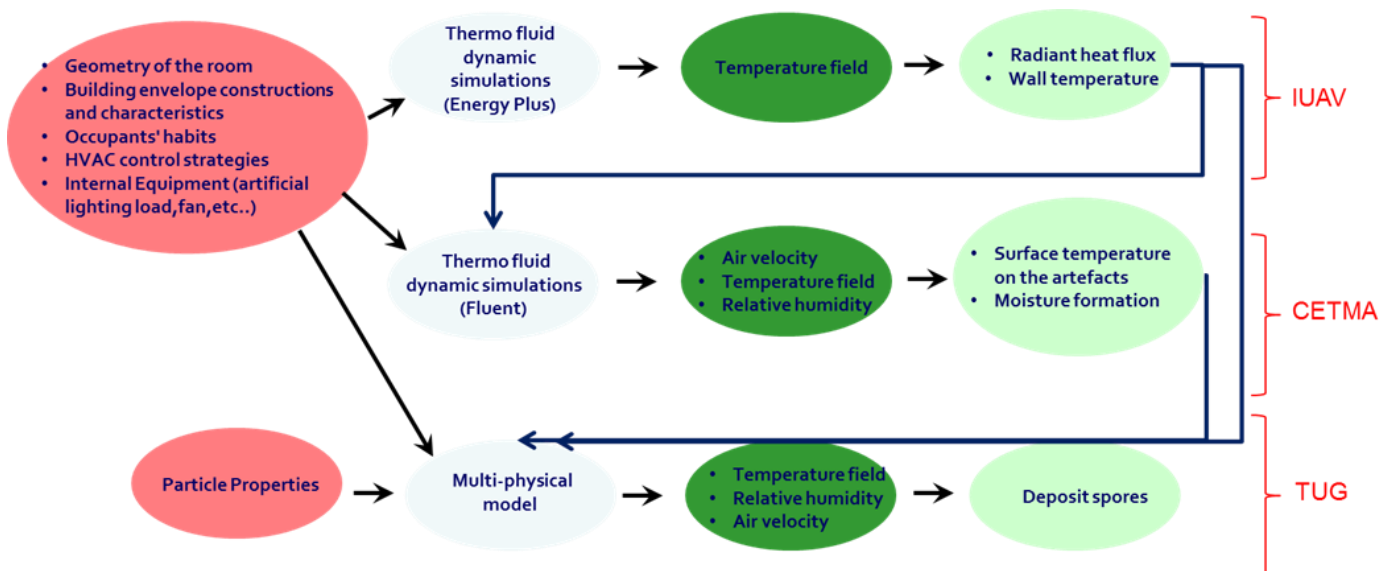 • Geometry of the room
• Building envelope constructions
and characteristics
• Occupants' habits
• HVAC control strategies
• Internal Equipment (artificial
lighting load,fan,etc..)
Thermo fluid
dynamic
simulations
(Energy Plus)
Temperature field
• Radiant heat flux
• Wall temperature
IUAV
Thermo fluid
dynamic simulations
(Fluent)
• Air velocity
• Temperature field
• Relative humidity
• Surface temperature
on the artefacts
• Moisture formation
CETMA
Particle Properties
Multi-physical
model
• Temperature field
• Relative humidity
• Air velocity
Deposit spores
TUG